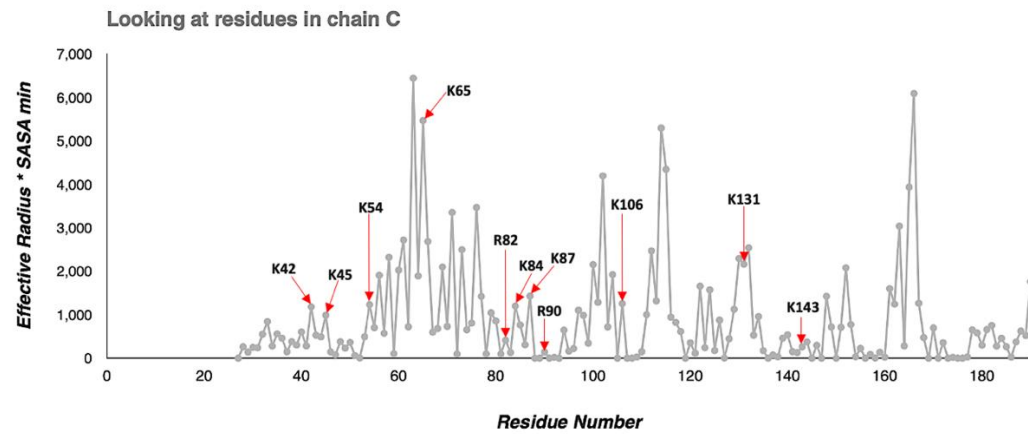 Looking at residues in chain C
7,000
6,000
5,000
4,000
3,000
2,000
1,000
0
Effective Radius * SASA min
K65
K54
K42
K45
R82
K84
K87
R90
K106
K131
K143
0 20 40 60 80 100 120 140 160 180
Residue Number